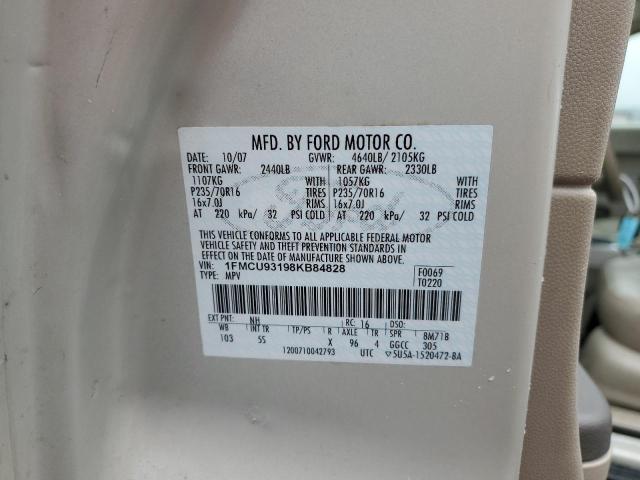 MFD. BY FORD MOTOR CO.
DATE: 10/07 GVWR: 4640LB/ 2105KG
FRONT GAWR: 2440LB REAR GAWR: 2330LB
1107KG WITH 1057KG WITH
P235/70R16 TIRES P235/70R16 TIRES
16x7.0J RIMS 16x7.0J RIMS
AT 220 kPa/ 32 PSI COLD AT 220 kPa/ 32 PSI COLD
THIS VEHICLE CONFORMS TO ALL APPLICABLE FEDERAL MOTOR
VEHICLE SAFETY AND THEFT PREVENTION STANDARDS IN
EFFECT ON THE DATE OF MANUFACTURE SHOWN ABOVE.
VIN: 1FMCU93198KB84828 F0069
TYPE: MPV T0220
EXT PNT: NH RC: 16 DSO:
WB INT TR TP/PS R AXLE TR SPR 8M718
103 5S X 96 4 GGCC 305
1200710042793 UTC 5U5A-1520472-BA